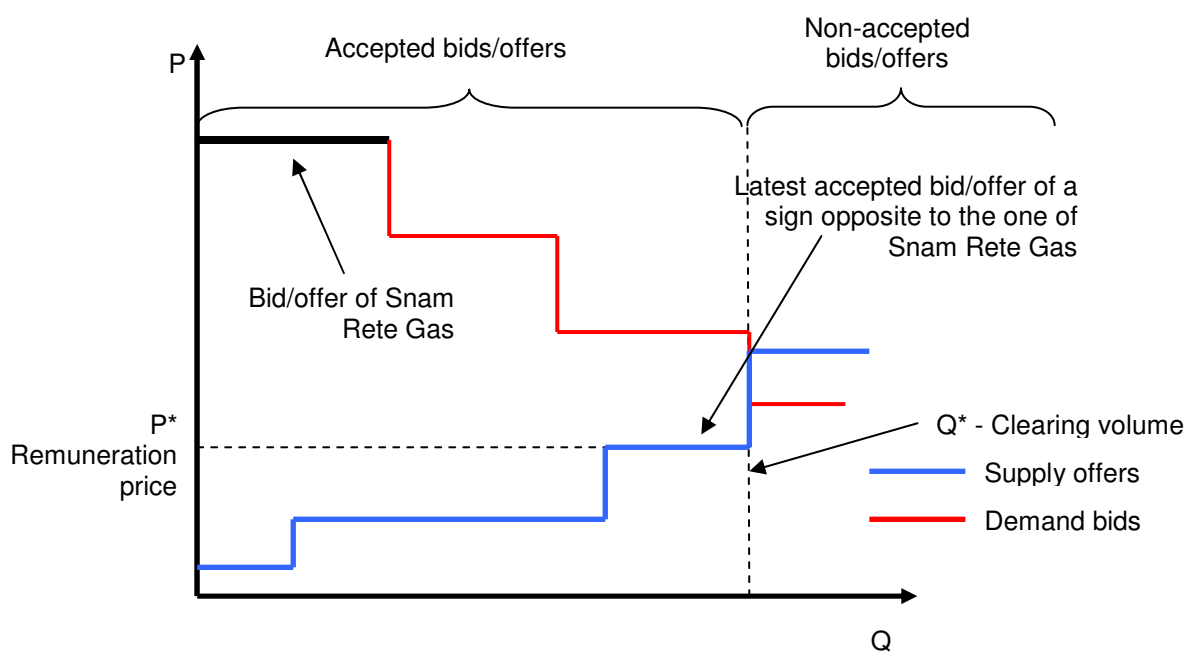 Accepted bids/offers
Non-accepted
bids/offers
P
Latest accepted bid/offer of a
sign opposite to the one of
Snam Rete Gas
Bid/offer of Snam
Rete Gas
P*
Remuneration
price
Q* - Clearing volume
Supply offers
Demand bids
Q